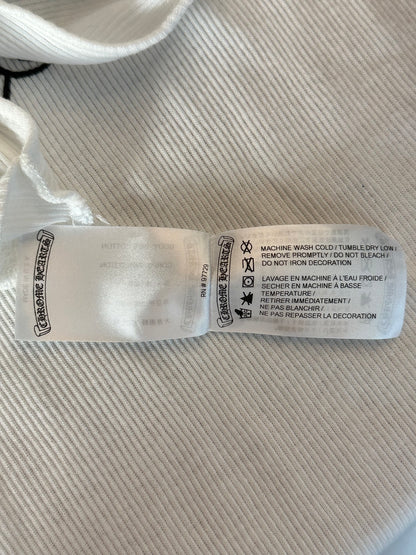 CHROME HEARTS
RN # 97729
CHROME HEARTS
MACHINE WASH COLD / TUMBLE DRY LOW /
REMOVE PROMPTLY / DO NOT BLEACH /
DO NOT IRON DECORATION
LAVAGE EN MACHINE À L'EAU FROIDE /
SECHER EN MACHINE À BASSE
TEMPERATURE /
RETIRER IMMEDIATEMENT /
NE PAS BLANCHIR /
NE PAS REPASSER LA DECORATION